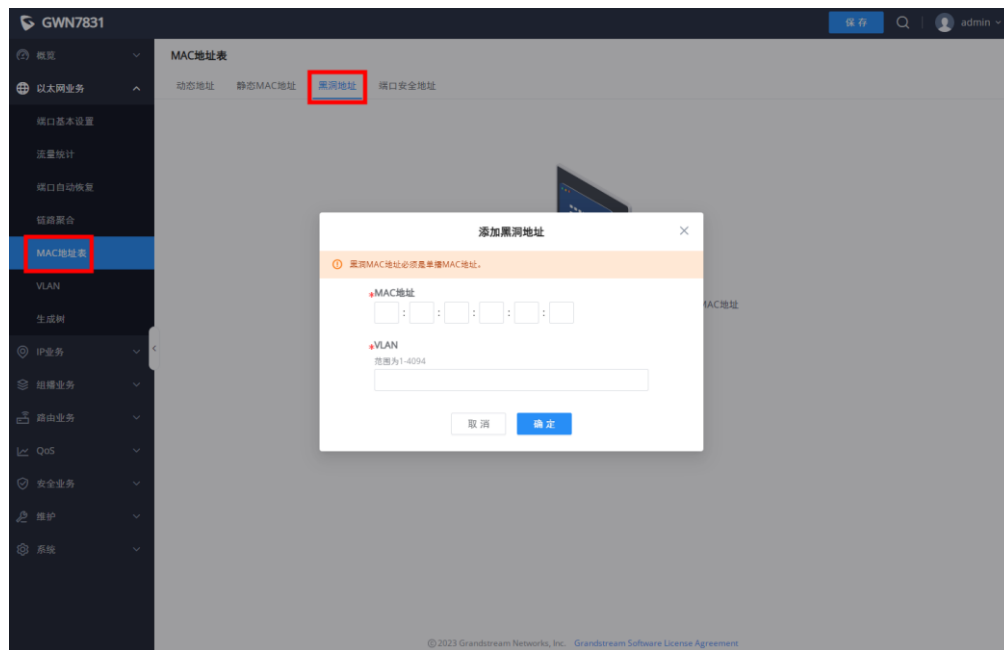 GWN7831
保存
admin
概览
以太网业务
端口基本设置
流量统计
端口自动恢复
链路聚合
MAC地址表
VLAN
生成树
IP业务
组播业务
路由业务
QoS
安全业务
维护
系统
MAC地址表
动态地址 静态MAC地址 黑洞地址 端口安全地址
添加黑洞地址
黑洞MAC地址必须是单播MAC地址。
*MAC地址
: : : : :
*VLAN
范围为1-4094
取消 确定
MAC地址
©2023 Grandstream Networks, Inc. Grandstream Software License Agreement